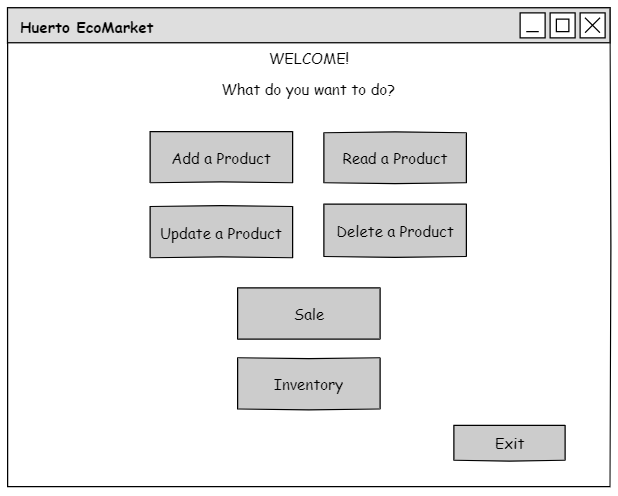 Huerto EcoMarket
WELCOME!
What do you want to do?
Add a Product
Read a Product
Update a Product
Delete a Product
Sale
Inventory
Exit